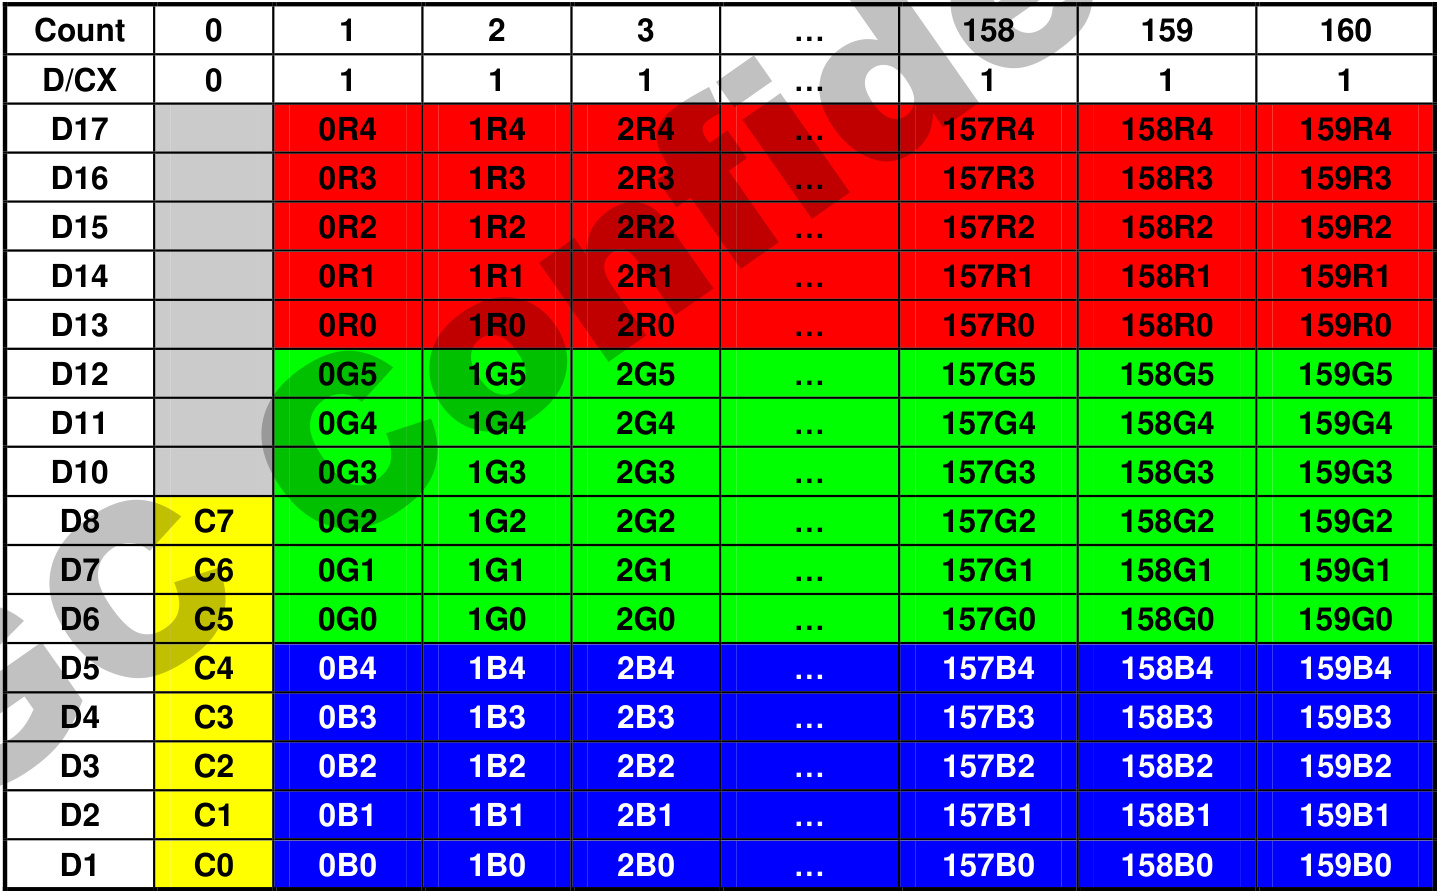 Count 0 1 2 3 ... 158 159 160
D/CX 0 1 1 1 ... 1 1 1
D17 0R4 1R4 2R4 ... 157R4 158R4 159R4
D16 0R3 1R3 2R3 ... 157R3 158R3 159R3
D15 0R2 1R2 2R2 ... 157R2 158R2 159R2
D14 0R1 1R1 2R1 ... 157R1 158R1 159R1
D13 0R0 1R0 2R0 ... 157R0 158R0 159R0
D12 0G5 1G5 2G5 ... 157G5 158G5 159G5
D11 0G4 1G4 2G4 ... 157G4 158G4 159G4
D10 0G3 1G3 2G3 ... 157G3 158G3 159G3
D8 C7 0G2 1G2 2G2 ... 157G2 158G2 159G2
D7 C6 0G1 1G1 2G1 ... 157G1 158G1 159G1
D6 C5 0G0 1G0 2G0 ... 157G0 158G0 159G0
D5 C4 0B4 1B4 2B4 ... 157B4 158B4 159B4
D4 C3 0B3 1B3 2B3 ... 157B3 158B3 159B3
D3 C2 0B2 1B2 2B2 ... 157B2 158B2 159B2
D2 C1 0B1 1B1 2B1 ... 157B1 158B1 159B1
D1 C0 0B0 1B0 2B0 ... 157B0 158B0 159B0
GC Confide